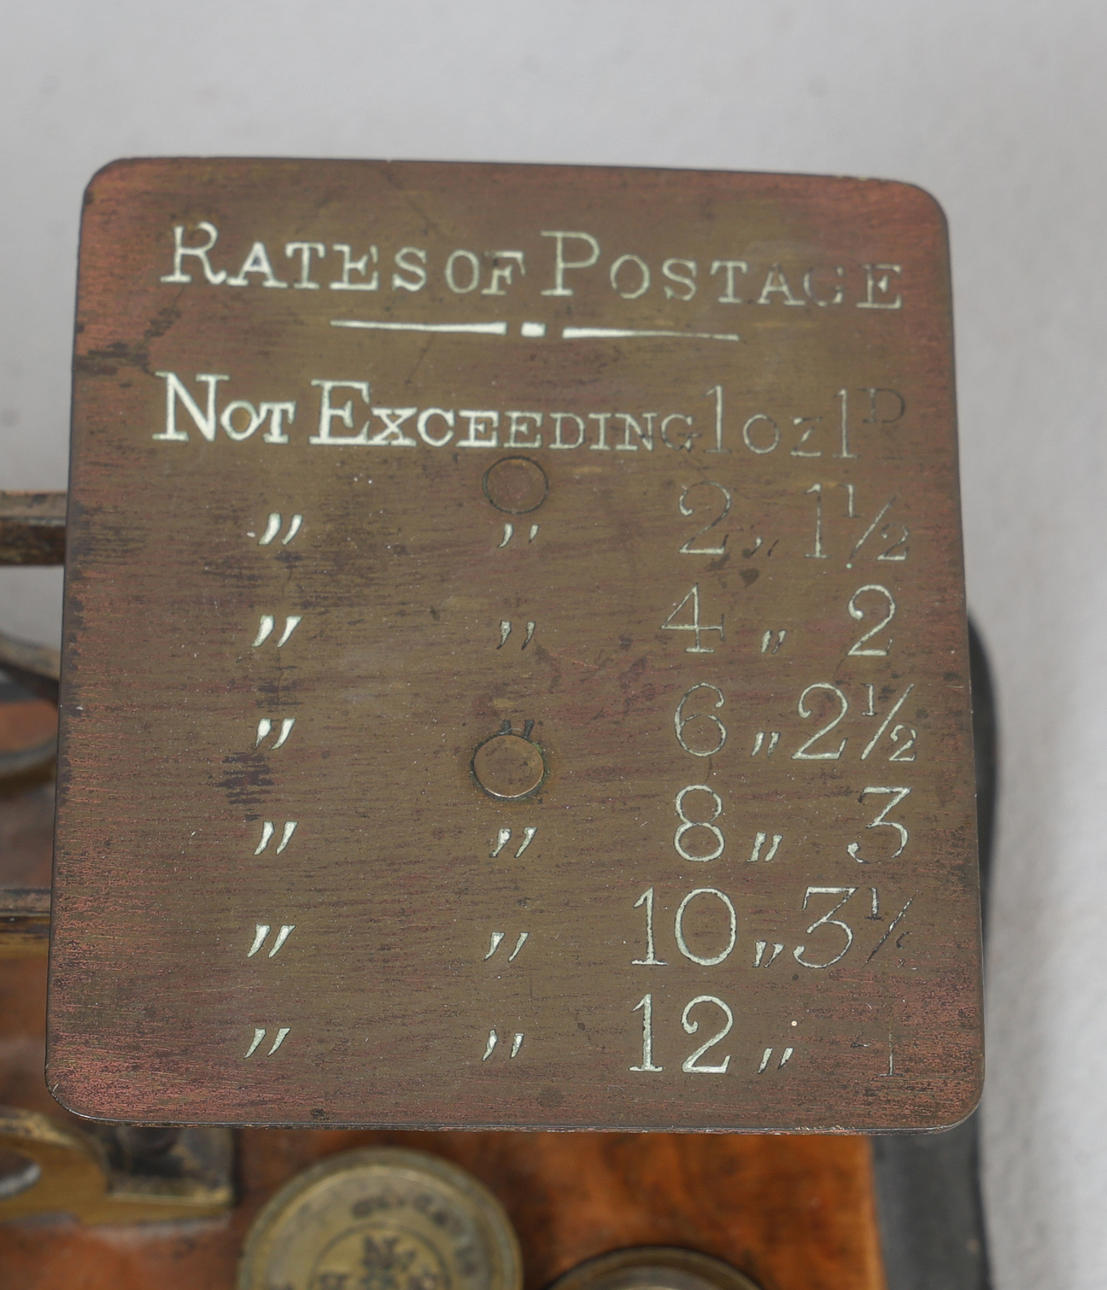 RATES OF POSTAGE
NOT EXCEEDING 1 oz 1D
" " 2 " 1½
" " 4 " 2
" " 6 " 2½
" " 8 " 3
" " 10 " 3½
" " 12 "